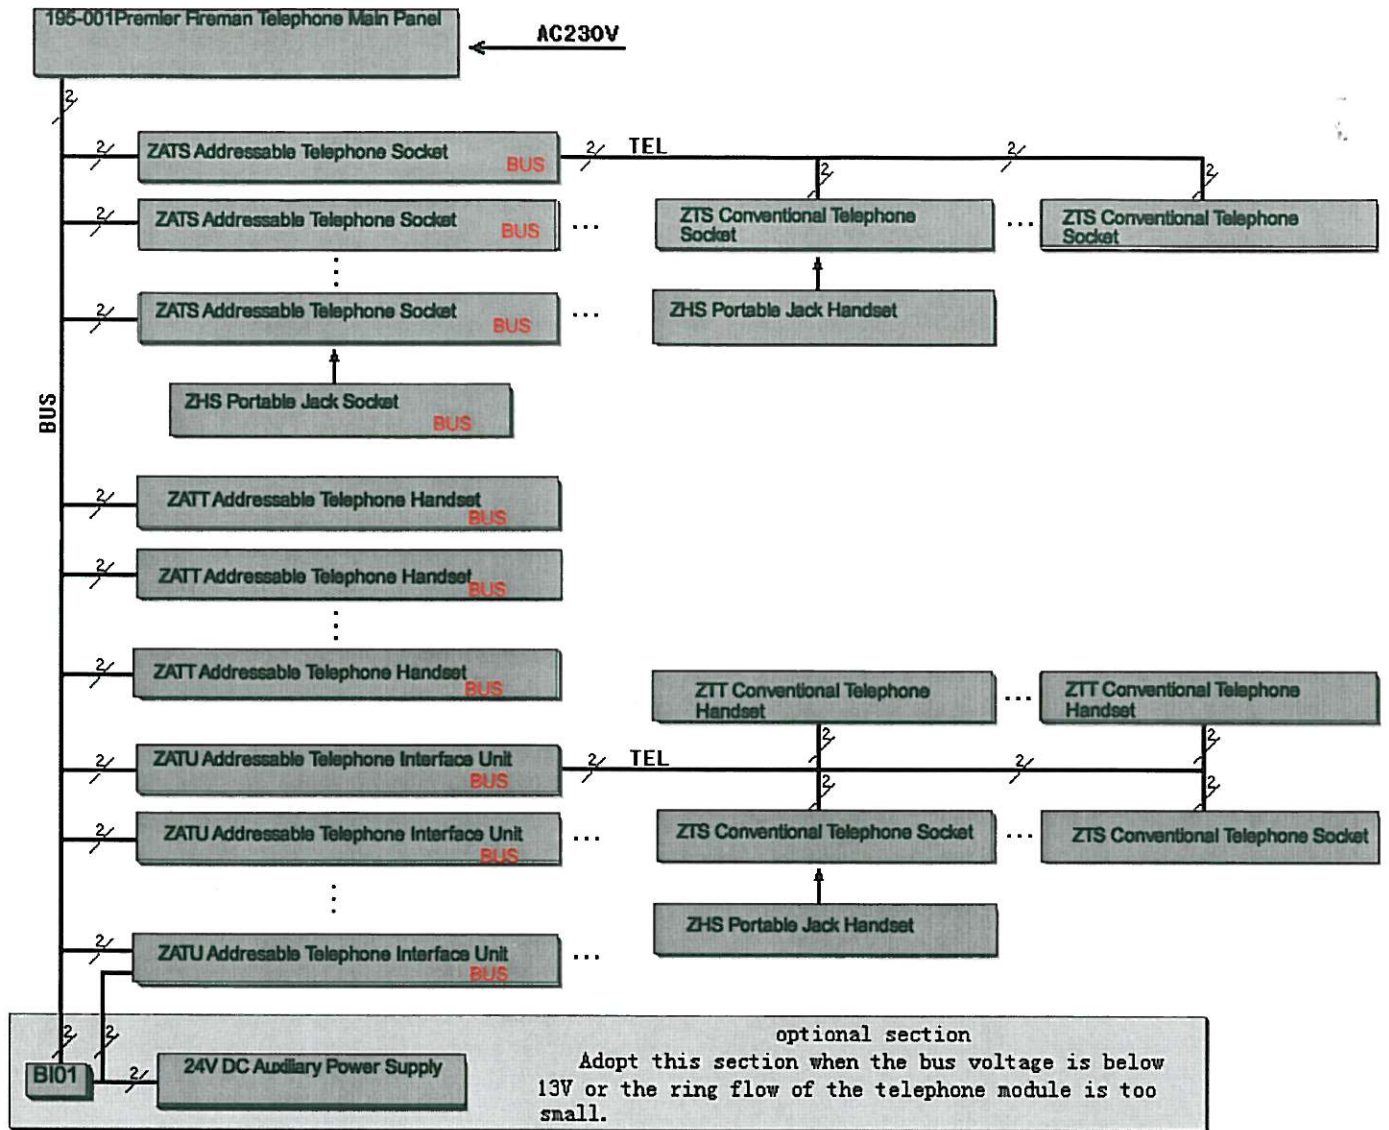 195-001Premier Fireman Telephone Main Panel
AC230V
2
2
ZATS Addressable Telephone Socket
BUS
2
TEL
2
2
2
2
ZATS Addressable Telephone Socket
BUS
...
ZTS Conventional Telephone
Socket
...
ZTS Conventional Telephone
Socket
2
ZATS Addressable Telephone Socket
BUS
...
ZHS Portable Jack Handset
ZHS Portable Jack Socket
BUS
BUS
2
ZATT Addressable Telephone Handset
BUS
2
ZATT Addressable Telephone Handset
BUS
2
ZATT Addressable Telephone Handset
BUS
ZTT Conventional Telephone
Handset
...
ZTT Conventional Telephone
Handset
2
2
2
ZATU Addressable Telephone Interface Unit
BUS
2
TEL
2
2
2
2
ZATU Addressable Telephone Interface Unit
BUS
...
ZTS Conventional Telephone Socket
...
ZTS Conventional Telephone Socket
ZHS Portable Jack Handset
2
ZATU Addresable Telephone Interface Unit
BUS
...
2
2
BI01
2
24V DC Auxiliary Power Supply
optional section
Adopt this section when the bus voltage is below
13V or the ring flow of the telephone module is too
small.